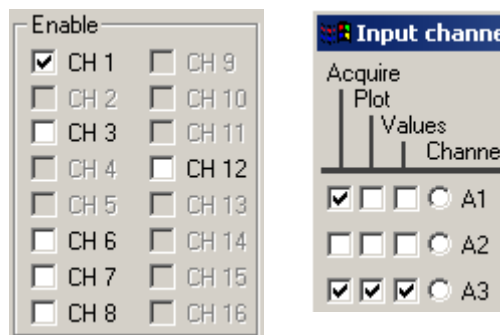 Enable
CH 1 CH 9
CH 2 CH 10
CH 3 CH 11
CH 4 CH 12
CH 5 CH 13
CH 6 CH 14
CH 7 CH 15
CH 8 CH 16
Input channe
Acquire
Plot
Values
Channe
A1
A2
A3